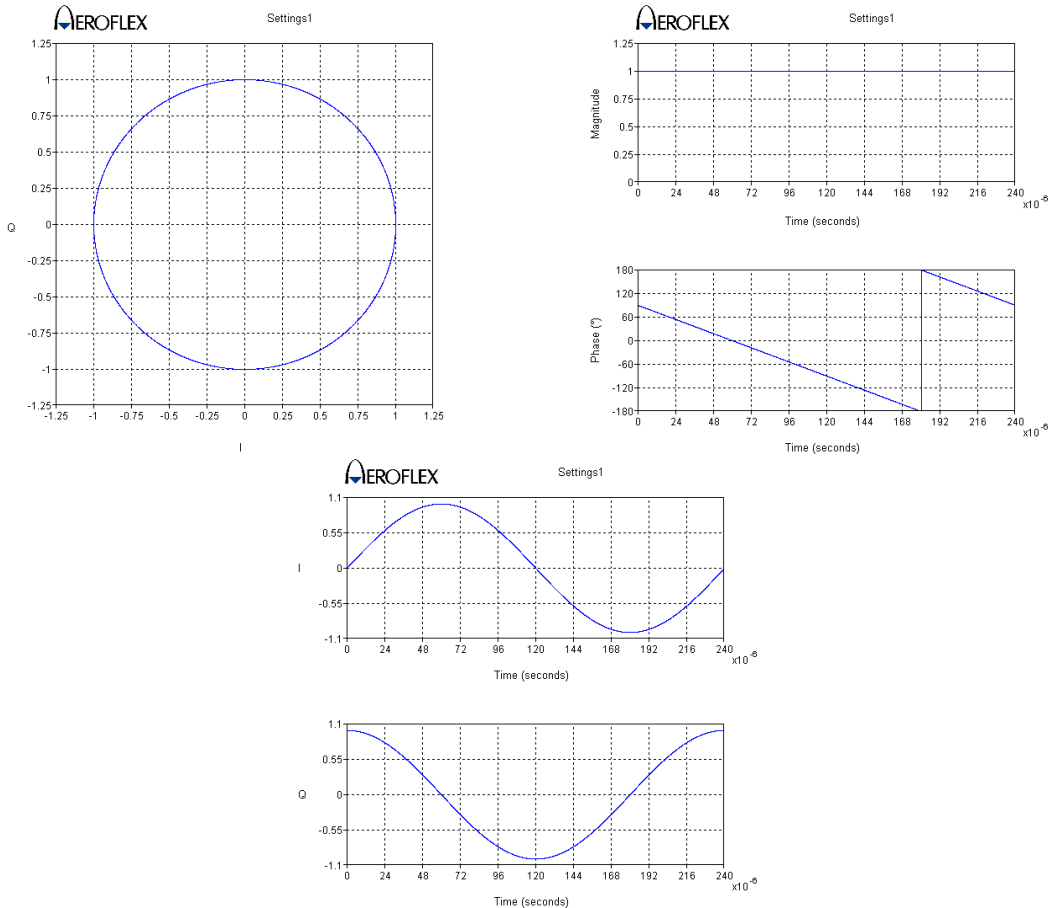 AEROFLEX
Settings1
1.25
1
0.75
0.5
0.25
0
-0.25
-0.5
-0.75
-1
-1.25
Q
-1.25 -1 -0.75 -0.5 -0.25 0 0.25 0.5 0.75 1 1.25
I
AEROFLEX
Settings1
1.25
1
0.75
0.5
0.25
0
Magnitude
0 24 48 72 96 120 144 168 192 216 240
x10-6
Time (seconds)
180
120
60
-60
-120
-180
Phase (º)
0 24 48 72 96 120 144 168 192 216 240
x10-6
Time (seconds)
AEROFLEX
Settings1
1.1
0.55
0
-0.55
-1.1
I
0 24 48 72 96 120 144 168 192 216 240
x10-6
Time (seconds)
1.1
0.55
0
-0.55
-1.1
Q
0 24 48 72 96 120 144 168 192 216 240
x10-6
Time (seconds)